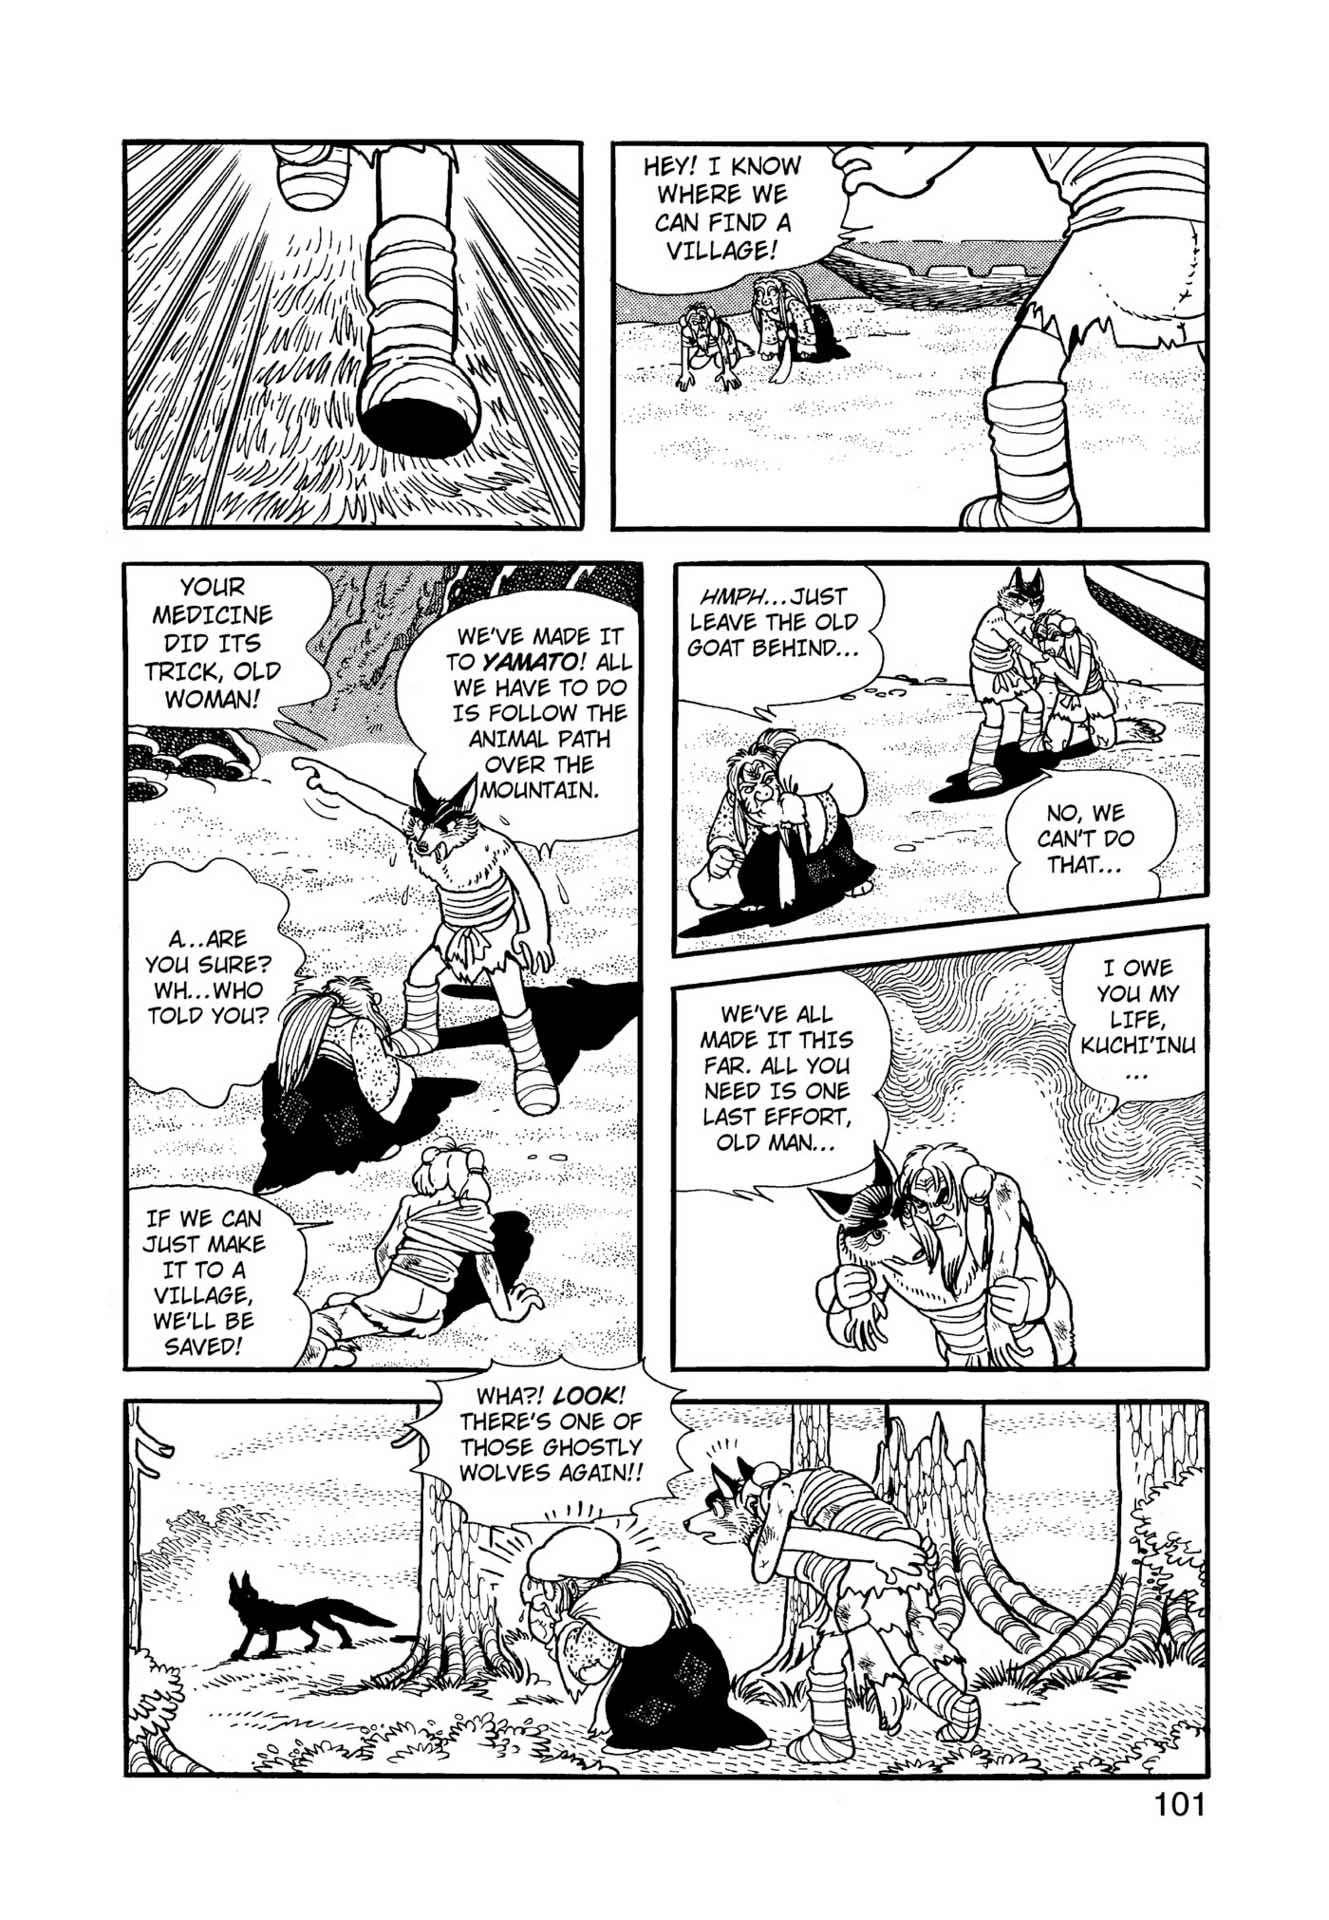 HEY! I KNOW
WHERE WE
CAN FIND A
VILLAGE!
YOUR
MEDICINE
DID ITS
TRICK, OLD
WOMAN!
WE'VE MADE IT
TO YAMATO! ALL
WE HAVE TO DO
IS FOLLOW THE
ANIMAL PATH
OVER THE
MOUNTAIN.
A...ARE
YOU SURE?
WH...WHO
TOLD YOU?
IF WE CAN
JUST MAKE
IT TO A
VILLAGE,
WE'LL BE
SAVED!
HMPH...JUST
LEAVE THE OLD
GOAT BEHIND...
NO, WE
CAN'T DO
THAT...
I OWE
YOU MY
LIFE,
KUCHI'INU
...
WE'VE ALL
MADE IT THIS
FAR. ALL YOU
NEED IS ONE
LAST EFFORT,
OLD MAN...
WHA?! LOOK!
THERE'S ONE OF
THOSE GHOSTLY
WOLVES AGAIN!!
101